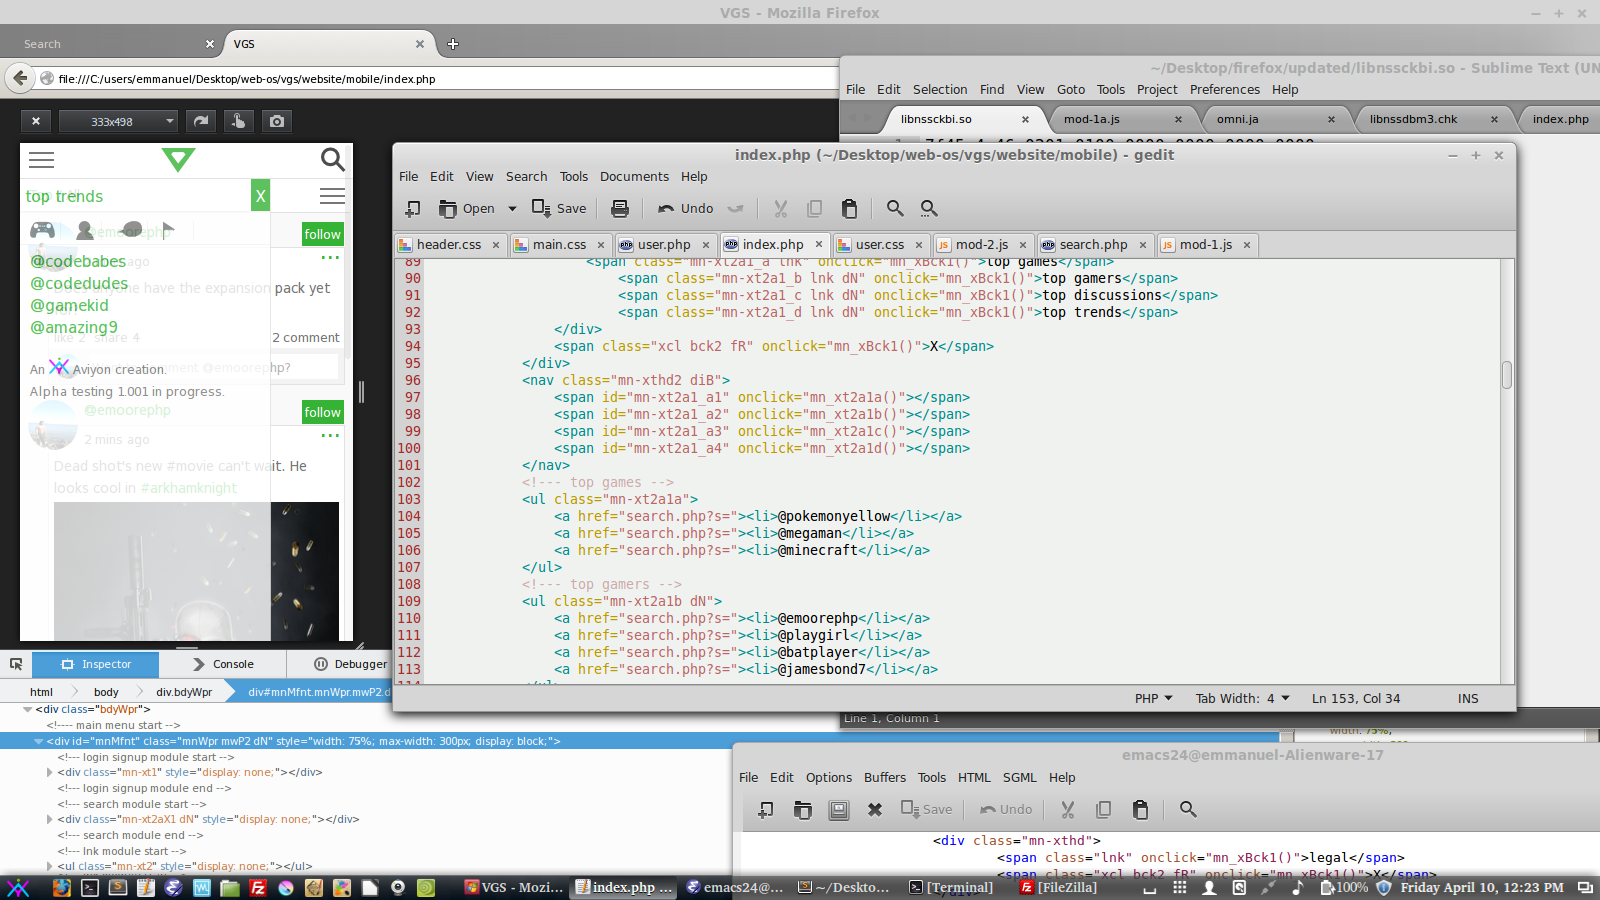 VGS - Mozilla Firefox
Search
VGS
file:///C:/users/emmanuel/Desktop/web-os/vgs/website/mobile/index.php
333x498
top trends
X
@emoorephp
follow
@codebabes
ago
@codedudes
have the expansion pack yet
@gamekid
@amazing9
like 2 share 4
2 comment
An Aviyon creation.
@emoorephp?
Alpha testing 1.001 in progress.
@emoorephp
follow
2 mins ago
Dead shot's new #movie can't wait. He
looks cool in #arkhamknight
Inspector
Console
Debugger
html
body
div.bdyWpr
div#mnMfnt.mnWpr.mwP2.d
<div class="bdyWpr">
<!---- main menu start -->
<div id="mnMfnt" class="mnWpr mwP2 dN" style="width: 75%; max-width: 300px; display: block;">
<!--- login signup module start -->
<div class="mn-xt1" style="display: none;"></div>
<!--- login signup module end -->
<!--- search module start -->
<div class="mn-xt2aX1 dN" style="display: none;"></div>
<!--- search module end -->
<!--- lnk module start -->
<ul class="mn-xt2" style="display: none;"></ul>
~/Desktop/firefox/updated/libnssckbi.so - Sublime Text (UN
File Edit Selection Find View Goto Tools Project Preferences Help
libnssckbi.so
mod-1a.js
omni.ja
libnssdbm3.chk
index.php
index.php (~/Desktop/web-os/vgs/website/mobile) - gedit
File Edit View Search Tools Documents Help
Open Save Undo
header.css main.css user.php index.php user.css mod-2.js search.php mod-1.js
89 <span class="mn-xt2a1_a lnk" onclick="mn_xBck1()">top games</span>
90 <span class="mn-xt2a1_b lnk dN" onclick="mn_xBck1()">top gamers</span>
91 <span class="mn-xt2a1_c lnk dN" onclick="mn_xBck1()">top discussions</span>
92 <span class="mn-xt2a1_d lnk dN" onclick="mn_xBck1()">top trends</span>
93 </div>
94 <span class="xcl bck2 fR" onclick="mn_xBck1()">X</span>
95 </div>
96 <nav class="mn-xthd2 diB">
97 <span id="mn-xt2a1_a1" onclick="mn_xt2a1a()"></span>
98 <span id="mn-xt2a1_a2" onclick="mn_xt2a1b()"></span>
99 <span id="mn-xt2a1_a3" onclick="mn_xt2a1c()"></span>
100 <span id="mn-xt2a1_a4" onclick="mn_xt2a1d()"></span>
101 </nav>
102 <!--- top games -->
103 <ul class="mn-xt2a1a">
104 <a href="search.php?s="><li>@pokemonyellow</li></a>
105 <a href="search.php?s="><li>@megaman</li></a>
106 <a href="search.php?s="><li>@minecraft</li></a>
107 </ul>
108 <!--- top gamers -->
109 <ul class="mn-xt2a1b dN">
110 <a href="search.php?s="><li>@emoorephp</li></a>
111 <a href="search.php?s="><li>@playgirl</li></a>
112 <a href="search.php?s="><li>@batplayer</li></a>
113 <a href="search.php?s="><li>@jamesbond7</li></a>
PHP Tab Width: 4 Ln 153, Col 34 INS
Line 1, Column 1
width: 75%;
emacs24@emmanuel-Alienware-17
File Edit Options Buffers Tools HTML SGML Help
Save Undo
<div class="mn-xthd">
<span class="lnk" onclick="mn_xBck1()">legal</span>
<span class="xcl bck2 fR" onclick="mn_xBck1()">X</span>
</div>
VGS - Mozi... index.php ... emacs24@... ~/Deskto... [Terminal] [FileZilla] 100% Friday April 10, 12:23 PM